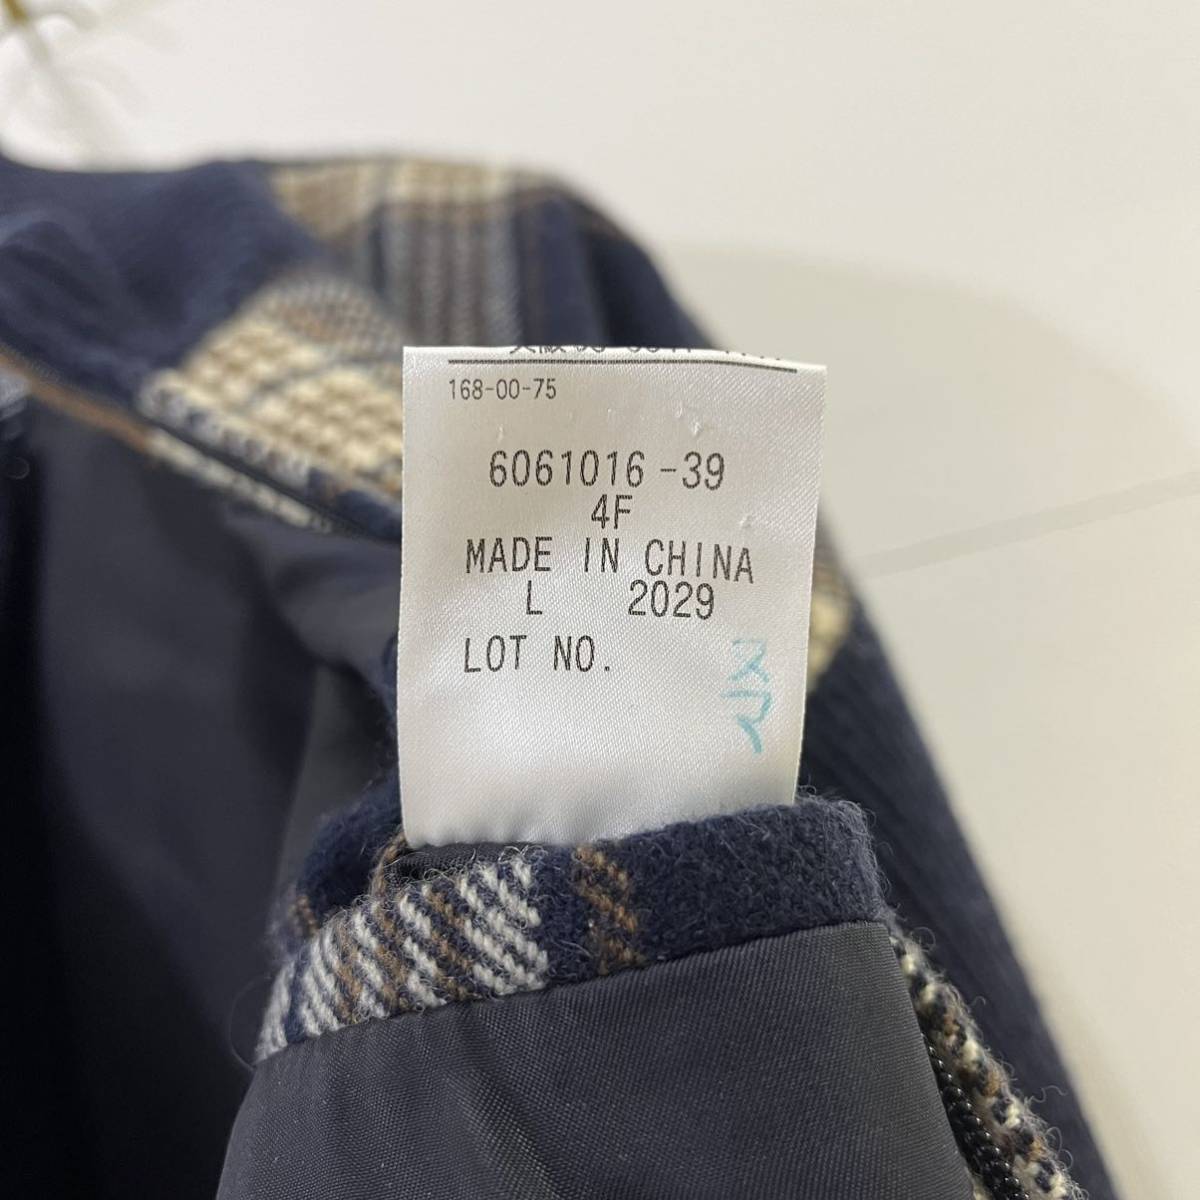 168-00-75
6061016-39
4F
MADE IN CHINA
L 2029
LOT NO.